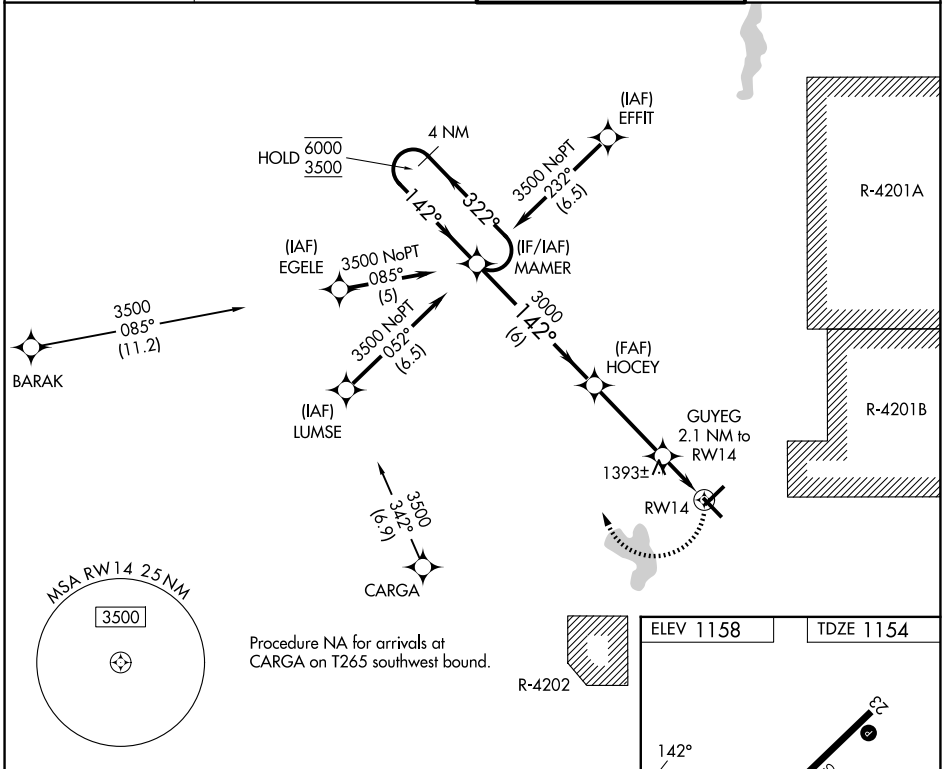 (IAF)
EFFIT
4 NM
HOLD 6000
3500
3500 NoPT
232°
(6.5)
R-4201A
322°
142°
(IF/IAF)
MAMER
(IAF)
EGELE
3500 NoPT
085°
(5)
3500
085°
(11.2)
BARAK
3500 NoPT
052°
(6.5)
(IAF)
LUMSE
3000
142°
(6)
(FAF)
HOCEY
R-4201B
GUYEG
2.1 NM to
RW14
1393±
RW14
3500
342°
(6.9)
CARGA
MSA RW14 25 NM
3500
Procedure NA for arrivals at
CARGA on T265 southwest bound.
R-4202
ELEV 1158
TDZE 1154
23
P
142°